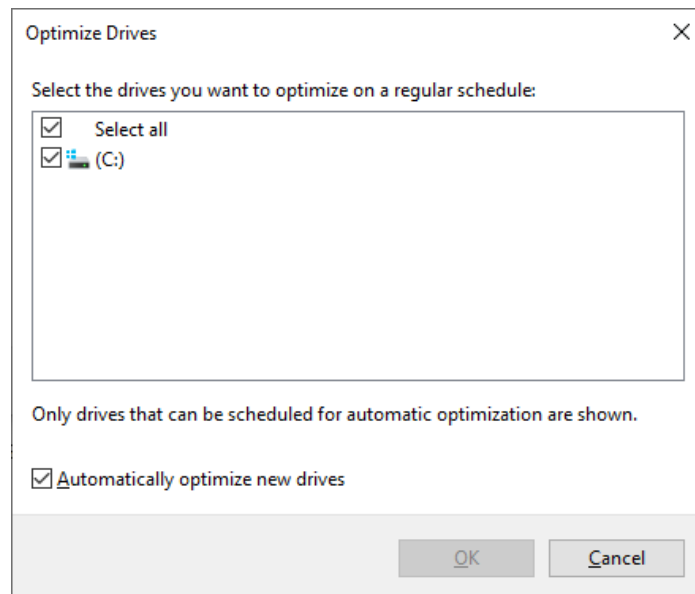 Optimize Drives
Select the drives you want to optimize on a regular schedule:
Select all
(C:)
Only drives that can be scheduled for automatic optimization are shown.
Automatically optimize new drives
OK
Cancel